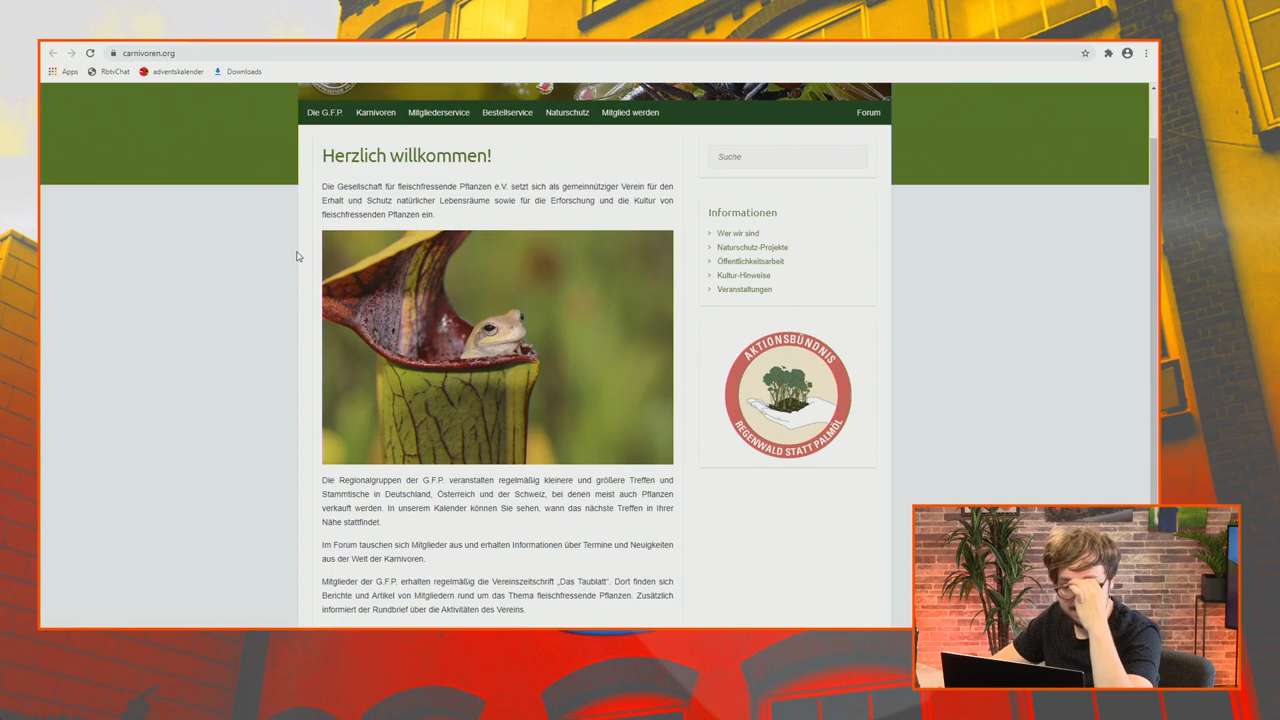 carnivoren.org
Apps RbtvChat adventskalender Downloads
Die G.F.P. Karnivoren Mitgliederservice Bestellservice Naturschutz Mitglied werden Forum
Herzlich willkommen!
Die Gesellschaft für fleischfressende Pflanzen e.V. setzt sich als gemeinnütziger Verein für den
Erhalt und Schutz natürlicher Lebensräume sowie für die Erforschung und die Kultur von
fleischfressenden Pflanzen ein.
Die Regionalgruppen der G.F.P. veranstalten regelmäßig kleinere und größere Treffen und
Stammtische in Deutschland, Österreich und der Schweiz, bei denen meist auch Pflanzen
verkauft werden. In unserem Kalender können Sie sehen, wann das nächste Treffen in Ihrer
Nähe stattfindet.
Im Forum tauschen sich Mitglieder aus und erhalten Informationen über Termine und Neuigkeiten
aus der Welt der Karnivoren.
Mitglieder der G.F.P. erhalten regelmäßig die Vereinszeitschrift „Das Taublatt“. Dort finden sich
Berichte und Artikel von Mitgliedern rund um das Thema fleischfressende Pflanzen. Zusätzlich
informiert der Rundbrief über die Aktivitäten des Vereins.
Suche
Informationen
Wer wir sind
Naturschutz-Projekte
Öffentlichkeitsarbeit
Kultur-Hinweise
Veranstaltungen
AKTIONSBÜNDNIS
REGENWALD STATT PALMÖL